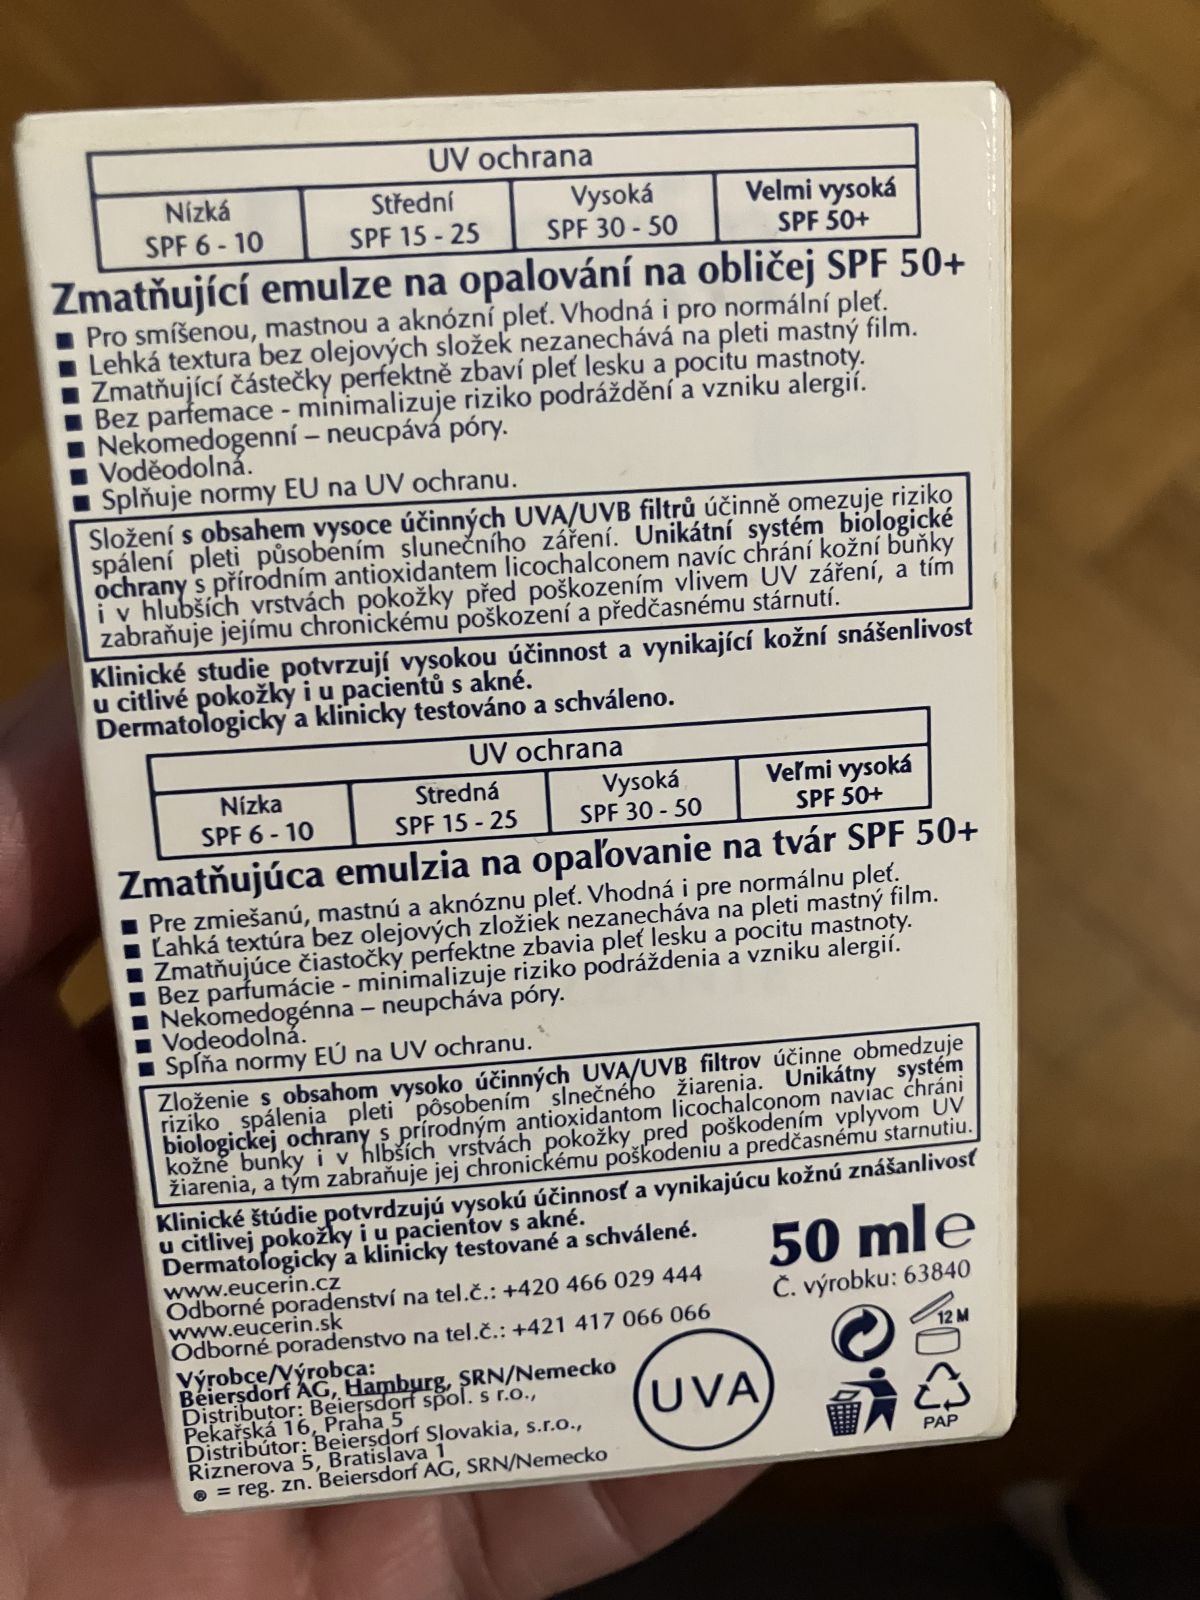 UV ochrana
Nízká Střední Vysoká Velmi vysoká
SPF 6 - 10 SPF 15 - 25 SPF 30 - 50 SPF 50+
Zmatňující emulze na opalování na obličej SPF 50+
■ Pro smíšenou, mastnou a aknózní pleť. Vhodná i pro normální pleť.
■ Lehká textura bez olejových složek nezanechává na pleti mastný film.
■ Zmatňující částečky perfektně zbaví pleť lesku a pocitu mastnoty.
■ Bez parfemace - minimalizuje riziko podráždění a vzniku alergií.
■ Nekomedogenní – neucpává póry.
■ Voděodolná.
■ Splňuje normy EU na UV ochranu.
Složení s obsahem vysoce účinných UVA/UVB filtrů účinně omezuje riziko
spálení pleti působením slunečního záření. Unikátní systém biologické
ochrany s přírodním antioxidantem licochalconem navíc chrání kožní buňky
i v hlubších vrstvách pokožky před poškozením vlivem UV záření, a tím
zabraňuje jejímu chronickému poškození a předčasnému stárnutí.
Klinické studie potvrzují vysokou účinnost a vynikající kožní snášenlivost
u citlivé pokožky i u pacientů s akné.
Dermatologicky a klinicky testováno a schváleno.
UV ochrana
Nízka Stredná Vysoká Veľmi vysoká
SPF 6 - 10 SPF 15 - 25 SPF 30 - 50 SPF 50+
Zmatňujúca emulzia na opaľovanie na tvár SPF 50+
■ Pre zmiešanú, mastnú a aknóznu pleť. Vhodná i pre normálnu pleť.
■ Ľahká textúra bez olejových zložiek nezanecháva na pleti mastný film.
■ Zmatňujúce čiastočky perfektne zbavia pleť lesku a pocitu mastnoty.
■ Bez parfumácie - minimalizuje riziko podráždenia a vzniku alergií.
■ Nekomedogénna – neupcháva póry.
■ Vodeodolná.
■ Spĺňa normy EÚ na UV ochranu.
Zloženie s obsahom vysoko účinných UVA/UVB filtrov účinne obmedzuje
riziko spálenia pleti pôsobením slnečného žiarenia. Unikátny systém
biologickej ochrany s prírodným antioxidantom licochalconom naviac chráni
kožné bunky i v hlbších vrstvách pokožky pred poškodením vplyvom UV
žiarenia, a tým zabraňuje jej chronickému poškodeniu a predčasnému starnutiu.
Klinické štúdie potvrdzujú vysokú účinnosť a vynikajúcu kožnú znášanlivosť
u citlivej pokožky i u pacientov s akné.
Dermatologicky a klinicky testované a schválené.
www.eucerin.cz
Odborné poradenství na tel.č.: +420 466 029 444
www.eucerin.sk
Odborné poradenstvo na tel.č.: +421 417 066 066
50 ml e
Č. výrobku: 63840
12 M
Výrobce/Výrobca:
Beiersdorf AG, Hamburg, SRN/Nemecko
Distributor: Beiersdorf spol. s r.o.,
Pekařská 16, Praha 5
Distribútor: Beiersdorf Slovakia, s.r.o.,
Riznerova 5, Bratislava 1
® = reg. zn. Beiersdorf AG, SRN/Nemecko
UVA
PAP